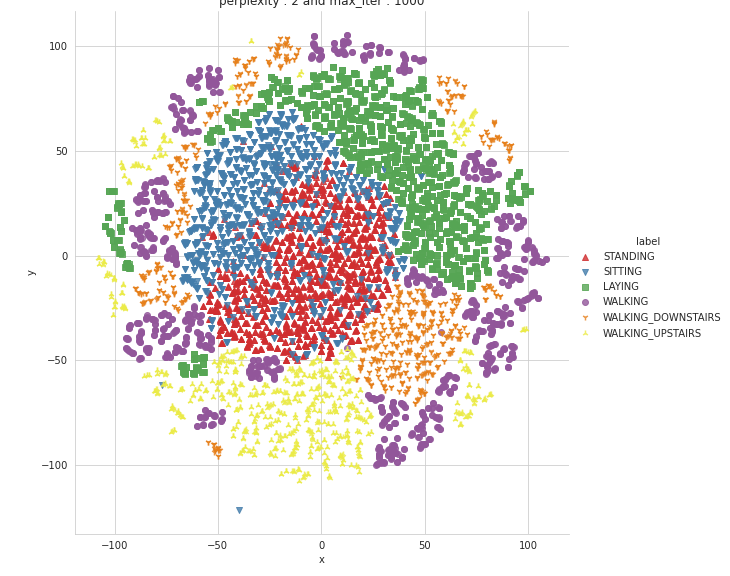 perplexity : 2 and max_iter : 1000
100
50
0
−50
−100
y
−100
−50
0
50
100
x
label
STANDING
SITTING
LAYING
WALKING
WALKING_DOWNSTAIRS
WALKING_UPSTAIRS